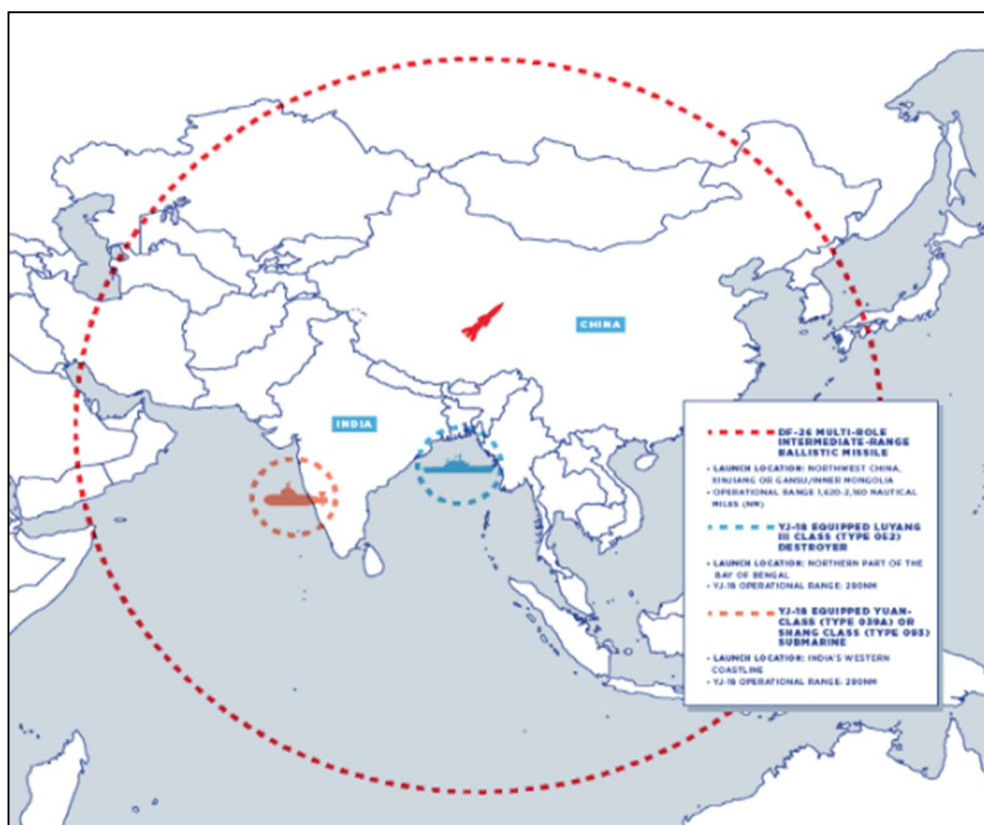 CHINA
INDIA
DF-26 MULTI-ROLE
INTERMEDIATE-RANGE
BALLISTIC MISSILE
• LAUNCH LOCATION: NORTHWEST CHINA,
XINJIANG OR GANSU/INNER MONGOLIA
• OPERATIONAL RANGE 1,620-2,160 NAUTICAL
MILES (NM)
YJ-18 EQUIPPED LUYANG
III CLASS (TYPE 052)
DESTROYER
• LAUNCH LOCATION: NORTHERN PART OF THE
BAY OF BENGAL
• YJ-18 OPERATIONAL RANGE: 290NM
YJ-18 EQUIPPED YUAN-
CLASS (TYPE 039A) OR
SHANG CLASS (TYPE 093)
SUBMARINE
• LAUNCH LOCATION: INDIA'S WESTERN
COASTLINE
• YJ-18 OPERATIONAL RANGE: 290NM